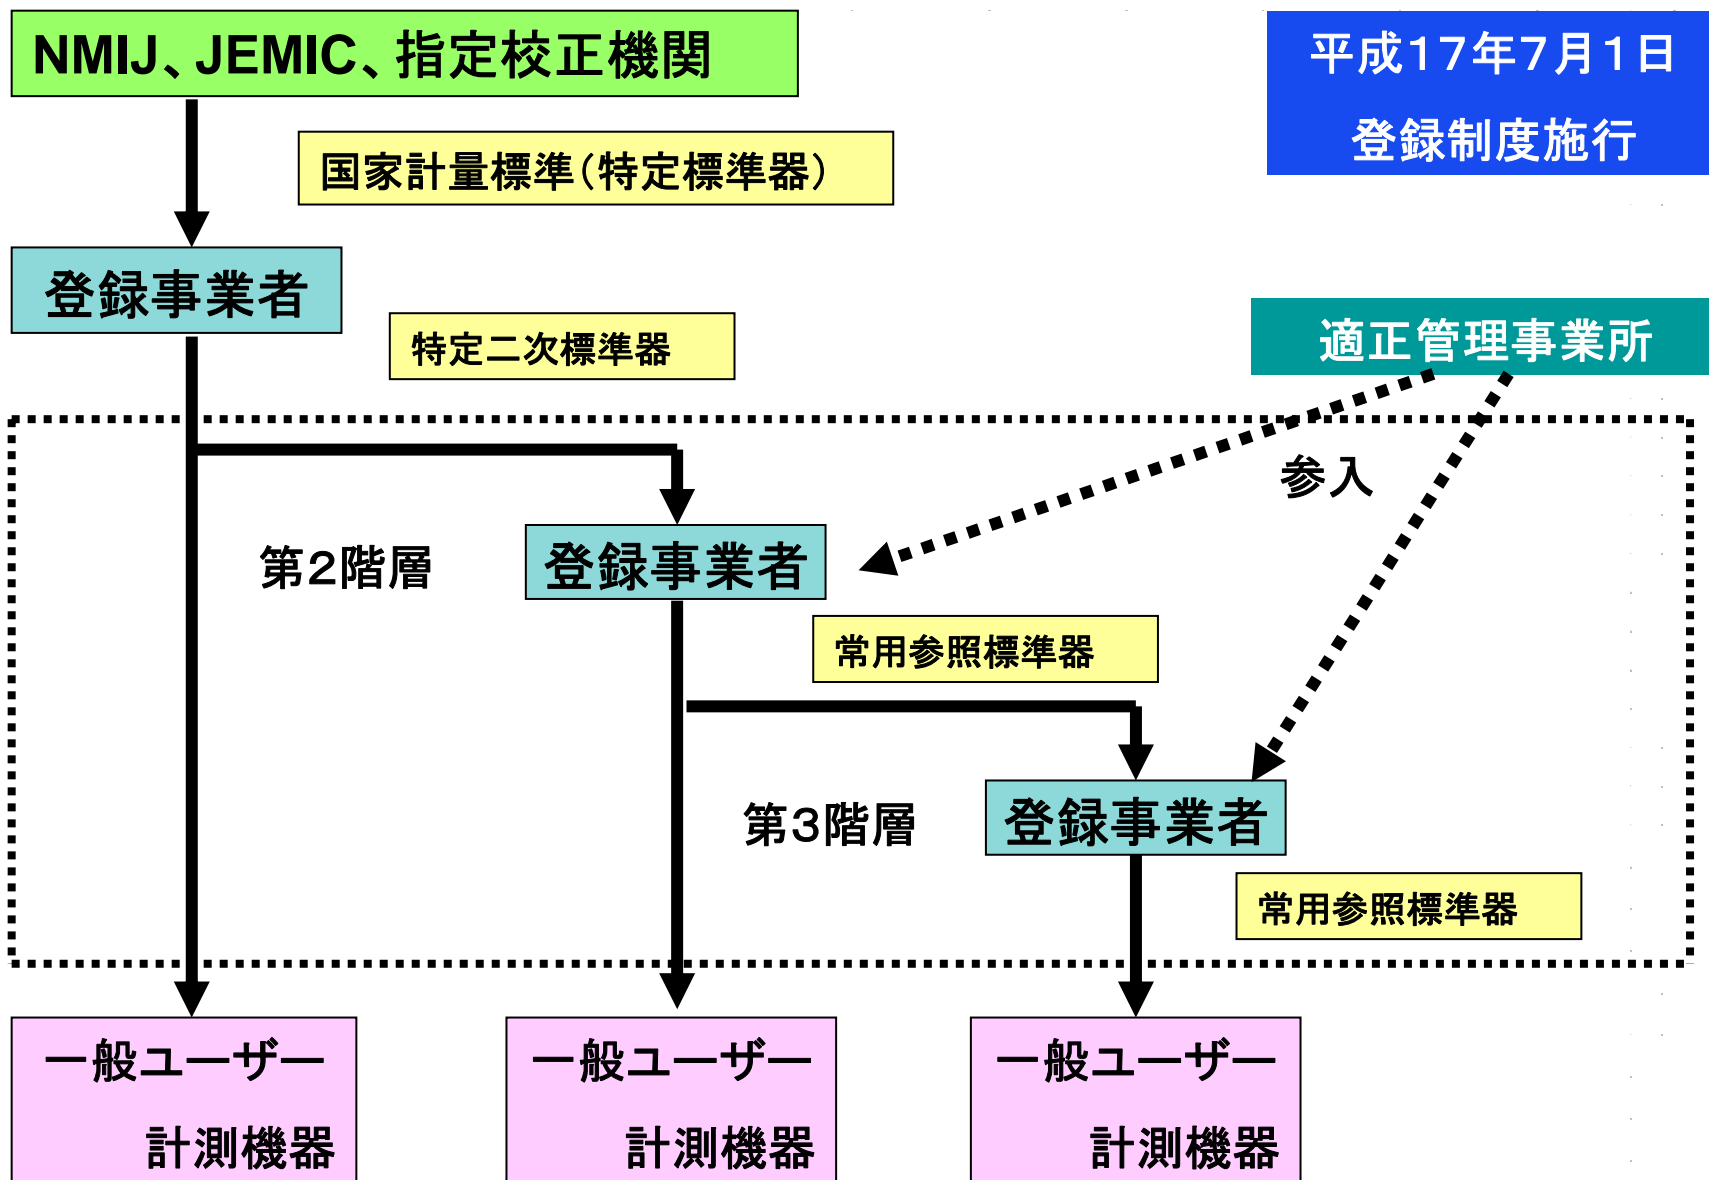 NMIJ、JEMIC、指定校正機関
平成17年7月1日
登録制度施行
国家計量標準(特定標準器)
登録事業者
特定二次標準器
適正管理事業所
参入
第2階層
登録事業者
常用参照標準器
第3階層
登録事業者
常用参照標準器
一般ユーザー
計測機器
一般ユーザー
計測機器
一般ユーザー
計測機器